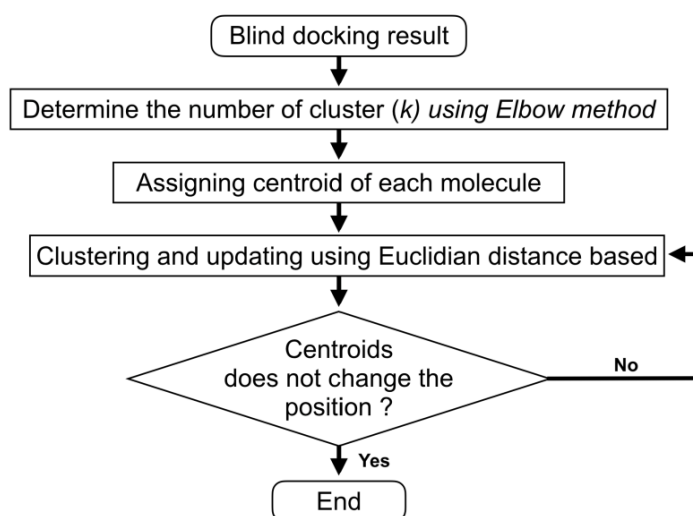 Blind docking result
Determine the number of cluster (k) using Elbow method
Assigning centroid of each molecule
Clustering and updating using Euclidian distance based
Centroids
does not change the
position ?
No
Yes
End